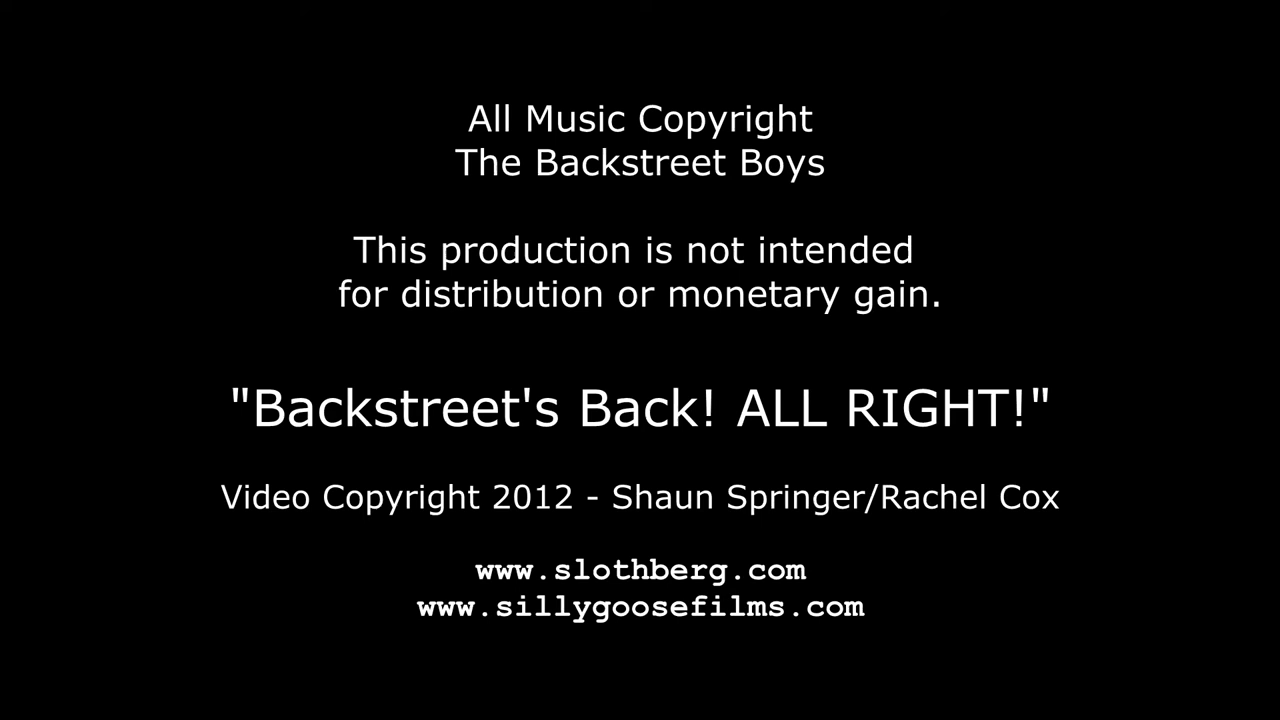 All Music Copyright
The Backstreet Boys
This production is not intended
for distribution or monetary gain.
"Backstreet's Back! ALL RIGHT!"
Video Copyright 2012 - Shaun Springer/Rachel Cox
www.slothberg.com
www.sillygoosefilms.com